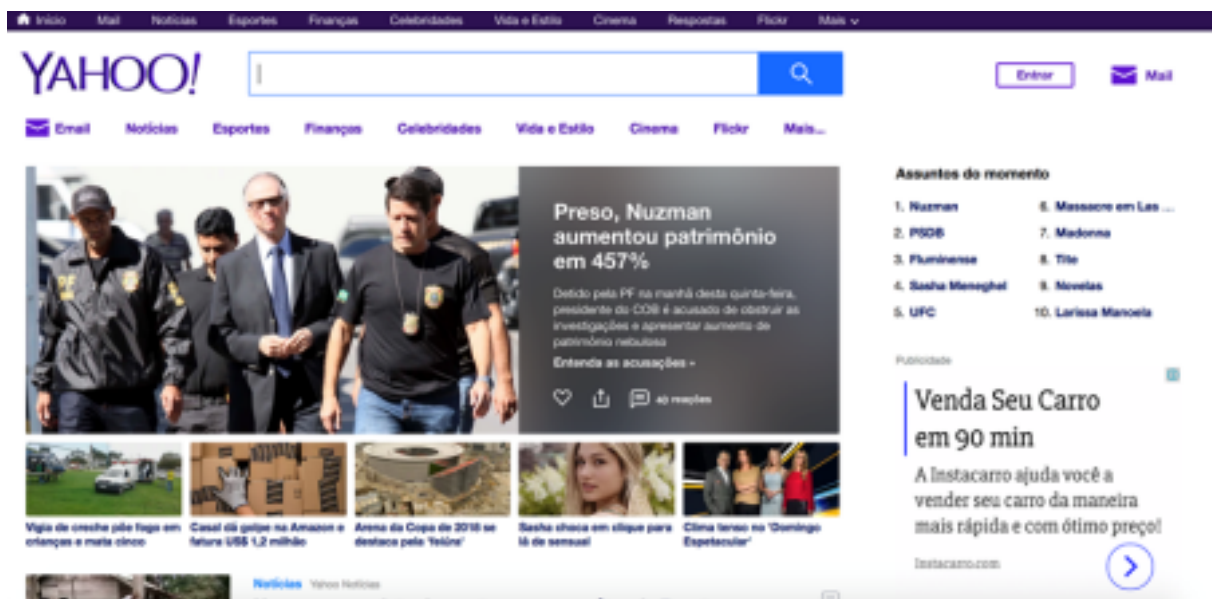 Início Mail Notícias Esportes Finanças Celebridades Vida e Estilo Cinema Respostas Flickr Mais
YAHOO!
Entrar Mail
Email Notícias Esportes Finanças Celebridades Vida e Estilo Cinema Flickr Mais...
Preso, Nuzman
aumentou patrimônio
em 457%
Detido pela PF na manhã desta quinta-feira,
presidente do COB é acusado de obstruir as
investigações e apresentar aumento de
patrimônio nebulosa
Entenda as acusações »
reações
Vigia de creche põe fogo em
crianças e mata cinco
Casal dá golpe na Amazon e
fatura US$ 1,2 milhão
Arena da Copa de 2018 se
destaca pela 'feiúra'
Sasha choca em clique para
lá de sensual
Clima tenso no 'Domingo
Espetacular'
Notícias Yahoo Notícias
Assuntos do momento
1. Nuzman
2. PSDB
3. Fluminense
4. Sasha Meneghel
5. UFC
6. Massacre em Las ...
7. Madonna
8. Tite
9. Novelas
10. Larissa Manoela
Publicidade
Venda Seu Carro
em 90 min
A Instacarro ajuda você a
vender seu carro da maneira
mais rápida e com ótimo preço!
Instacarro.com